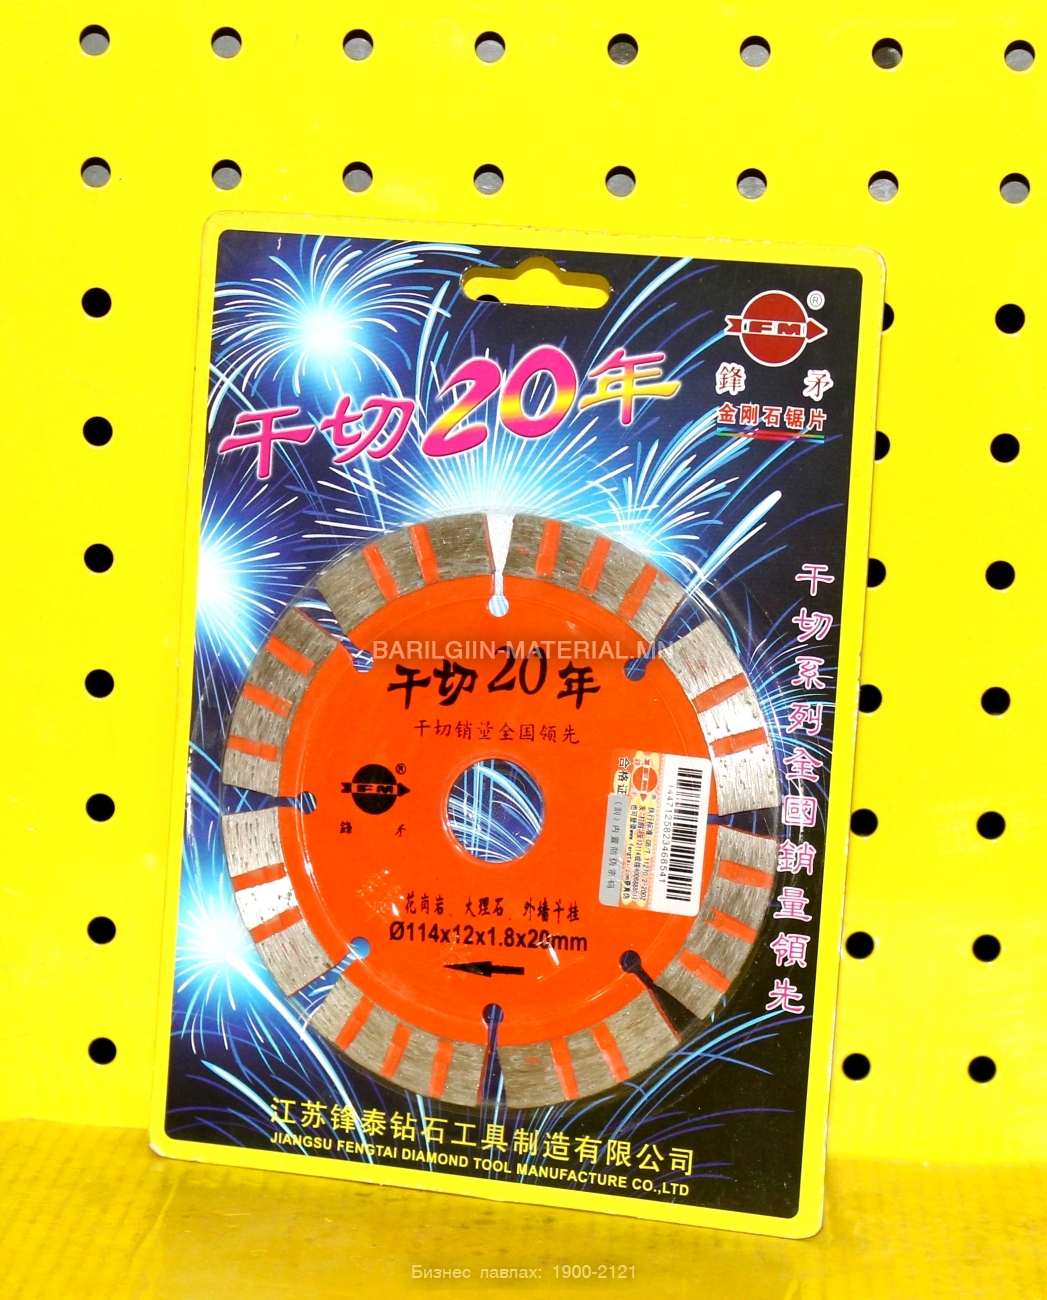 FM ®
鋒 矛
金刚石锯片
干切20年
干切系列全國銷量領先
BARILGIIN-MATERIAL.MN
干切20年
干切销量全国领先
FM ®
鋒 矛
合格证
1447125823468541
花岗岩、大理石、外墙干挂
Ø114x12x1.8x20mm
江苏锋泰钻石工具制造有限公司
JIANGSU FENGTAI DIAMOND TOOL MANUFACTURE CO.,LTD
Бизнес лавлах: 1900-2121